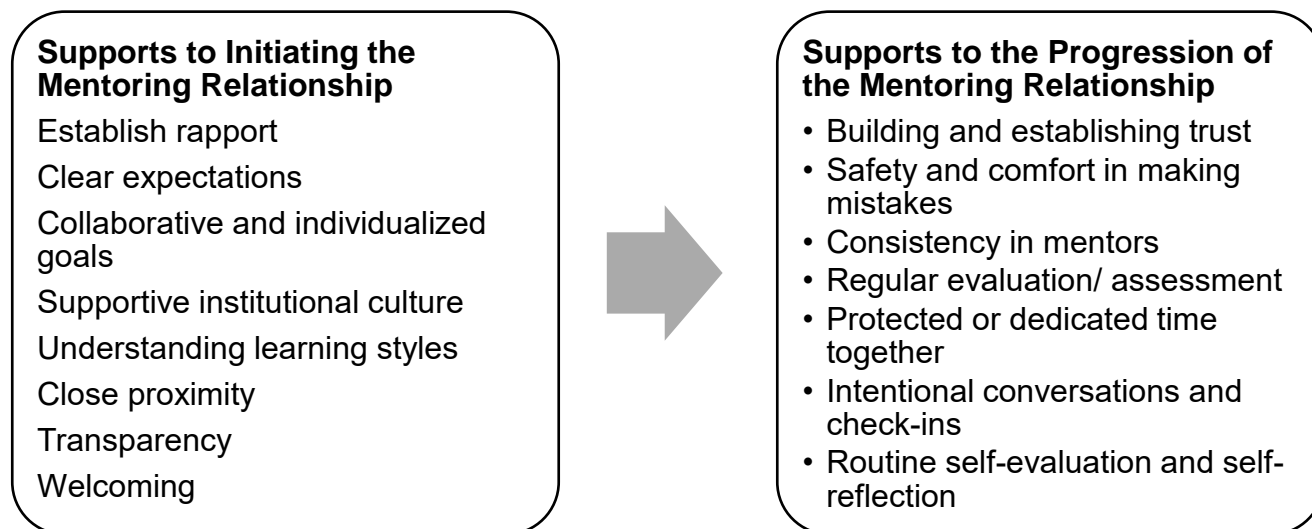 Supports to Initiating the
Mentoring Relationship
Establish rapport
Clear expectations
Collaborative and individualized
goals
Supportive institutional culture
Understanding learning styles
Close proximity
Transparency
Welcoming
Supports to the Progression of
the Mentoring Relationship
• Building and establishing trust
• Safety and comfort in making
mistakes
• Consistency in mentors
• Regular evaluation/ assessment
• Protected or dedicated time
together
• Intentional conversations and
check-ins
• Routine self-evaluation and self-
reflection